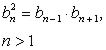 b_n^2 = b_{n-1} · b_{n+1},
n > 1